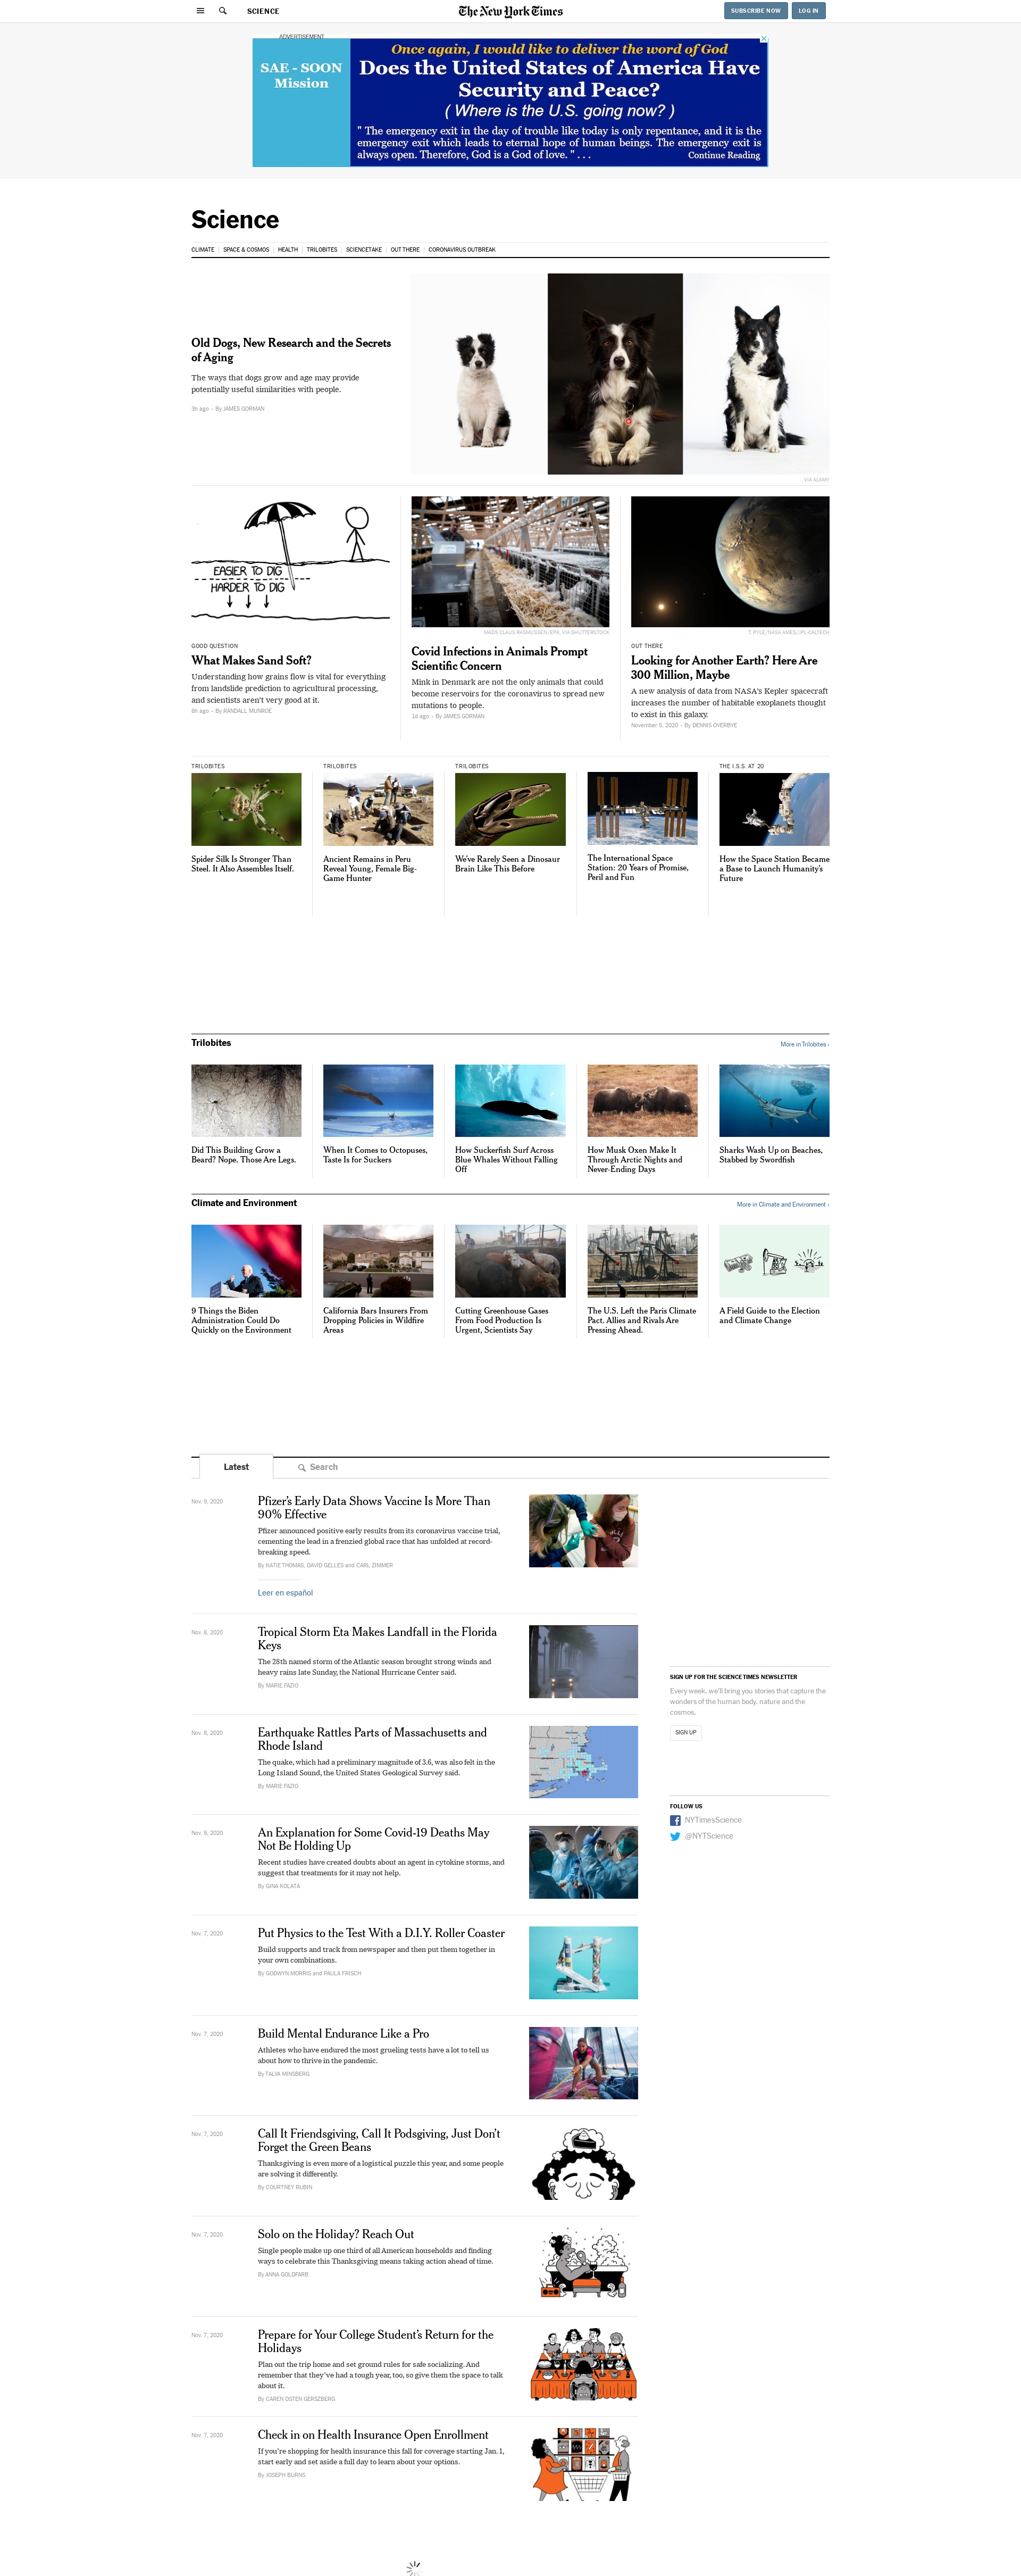 SCIENCE
The New York Times
SUBSCRIBE NOW
LOG IN
ADVERTISEMENT
SAE - SOON
Mission
Once again, I would like to deliver the word of God
Does the United States of America Have
Security and Peace?
( Where is the U.S. going now? )
" The emergency exit in the day of trouble like today is only repentance, and it is the
emergency exit which leads to eternal hope of human beings. The emergency exit is
always open. Therefore, God is a God of love. " . . .
Continue Reading
Science
CLIMATE
SPACE & COSMOS
HEALTH
TRILOBITES
SCIENCETAKE
OUT THERE
CORONAVIRUS OUTBREAK
Old Dogs, New Research and the Secrets
of Aging
The ways that dogs grow and age may provide
potentially useful similarities with people.
3h ago • By JAMES GORMAN
VIA ALAMY
EASIER TO DIG
HARDER TO DIG
GOOD QUESTION
What Makes Sand Soft?
Understanding how grains flow is vital for everything
from landslide prediction to agricultural processing,
and scientists aren't very good at it.
6h ago • By RANDALL MUNROE
MADS CLAUS RASMUSSEN/EPA, VIA SHUTTERSTOCK
Covid Infections in Animals Prompt
Scientific Concern
Mink in Denmark are not the only animals that could
become reservoirs for the coronavirus to spread new
mutations to people.
1d ago • By JAMES GORMAN
T. PYLE/NASA AMES/JPL-CALTECH
OUT THERE
Looking for Another Earth? Here Are
300 Million, Maybe
A new analysis of data from NASA's Kepler spacecraft
increases the number of habitable exoplanets thought
to exist in this galaxy.
November 5, 2020 • By DENNIS OVERBYE
TRILOBITES
Spider Silk Is Stronger Than
Steel. It Also Assembles Itself.
TRILOBITES
Ancient Remains in Peru
Reveal Young, Female Big-
Game Hunter
TRILOBITES
We've Rarely Seen a Dinosaur
Brain Like This Before
The International Space
Station: 20 Years of Promise,
Peril and Fun
THE I.S.S. AT 20
How the Space Station Became
a Base to Launch Humanity's
Future
Trilobites
More in Trilobites ›
Did This Building Grow a
Beard? Nope. Those Are Legs.
When It Comes to Octopuses,
Taste Is for Suckers
How Suckerfish Surf Across
Blue Whales Without Falling
Off
How Musk Oxen Make It
Through Arctic Nights and
Never-Ending Days
Sharks Wash Up on Beaches,
Stabbed by Swordfish
Climate and Environment
More in Climate and Environment ›
9 Things the Biden
Administration Could Do
Quickly on the Environment
California Bars Insurers From
Dropping Policies in Wildfire
Areas
Cutting Greenhouse Gases
From Food Production Is
Urgent, Scientists Say
The U.S. Left the Paris Climate
Pact. Allies and Rivals Are
Pressing Ahead.
A Field Guide to the Election
and Climate Change
Latest
Search
Nov. 9, 2020
Pfizer's Early Data Shows Vaccine Is More Than
90% Effective
Pfizer announced positive early results from its coronavirus vaccine trial,
cementing the lead in a frenzied global race that has unfolded at record-
breaking speed.
By KATIE THOMAS, DAVID GELLES and CARL ZIMMER
Leer en español
Nov. 8, 2020
Tropical Storm Eta Makes Landfall in the Florida
Keys
The 28th named storm of the Atlantic season brought strong winds and
heavy rains late Sunday, the National Hurricane Center said.
By MARIE FAZIO
SIGN UP FOR THE SCIENCE TIMES NEWSLETTER
Every week, we'll bring you stories that capture the
wonders of the human body, nature and the
cosmos.
SIGN UP
Nov. 8, 2020
Earthquake Rattles Parts of Massachusetts and
Rhode Island
The quake, which had a preliminary magnitude of 3.6, was also felt in the
Long Island Sound, the United States Geological Survey said.
By MARIE FAZIO
FOLLOW US
NYTimesScience
@NYTScience
Nov. 8, 2020
An Explanation for Some Covid-19 Deaths May
Not Be Holding Up
Recent studies have created doubts about an agent in cytokine storms, and
suggest that treatments for it may not help.
By GINA KOLATA
Nov. 7, 2020
Put Physics to the Test With a D.I.Y. Roller Coaster
Build supports and track from newspaper and then put them together in
your own combinations.
By GODWYN MORRIS and PAULA FRISCH
Nov. 7, 2020
Build Mental Endurance Like a Pro
Athletes who have endured the most grueling tests have a lot to tell us
about how to thrive in the pandemic.
By TALYA MINSBERG
Nov. 7, 2020
Call It Friendsgiving, Call It Podsgiving, Just Don't
Forget the Green Beans
Thanksgiving is even more of a logistical puzzle this year, and some people
are solving it differently.
By COURTNEY RUBIN
Nov. 7, 2020
Solo on the Holiday? Reach Out
Single people make up one third of all American households and finding
ways to celebrate this Thanksgiving means taking action ahead of time.
By ANNA GOLDFARB
Nov. 7, 2020
Prepare for Your College Student's Return for the
Holidays
Plan out the trip home and set ground rules for safe socializing. And
remember that they've had a tough year, too, so give them the space to talk
about it.
By CAREN OSTEN GERSZBERG
Nov. 7, 2020
Check in on Health Insurance Open Enrollment
If you're shopping for health insurance this fall for coverage starting Jan. 1,
start early and set aside a full day to learn about your options.
By JOSEPH BURNS